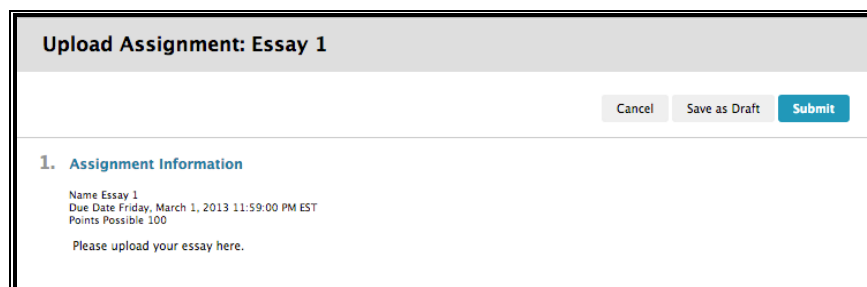 Upload Assignment: Essay 1
Cancel Save as Draft Submit
1. Assignment Information
Name Essay 1
Due Date Friday, March 1, 2013 11:59:00 PM EST
Points Possible 100
Please upload your essay here.